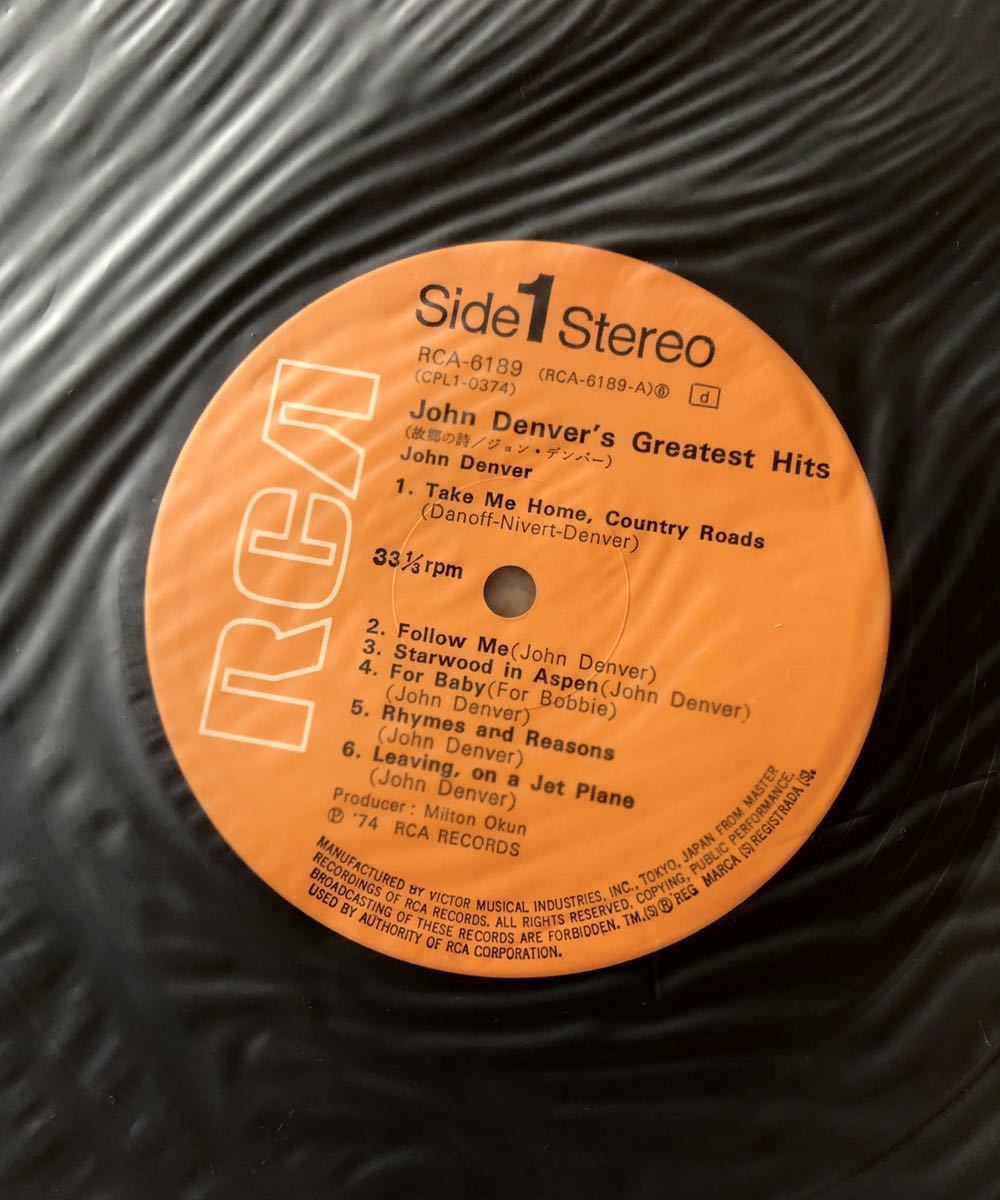 RCA
Side 1 Stereo
RCA-6189 (RCA-6189-A)⑥ d
(CPL1-0374)
John Denver's Greatest Hits
(故郷の詩/ジョン・デンバー)
John Denver
1. Take Me Home, Country Roads
(Danoff-Nivert-Denver)
33 1/3 rpm
2. Follow Me(John Denver)
3. Starwood in Aspen(John Denver)
4. For Baby(For Bobbie)
(John Denver)
5. Rhymes and Reasons
(John Denver)
6. Leaving, on a Jet Plane
(John Denver)
Producer: Milton Okun
Ⓟ '74 RCA RECORDS
MANUFACTURED BY VICTOR MUSICAL INDUSTRIES, INC., TOKYO, JAPAN FROM MASTER
RECORDINGS OF RCA RECORDS. ALL RIGHTS RESERVED, COPYING, PUBLIC PERFORMANCE,
BROADCASTING OF THESE RECORDS ARE FORBIDDEN. TM,(S)® REG MARCA (S) REGISTRADA (S).
USED BY AUTHORITY OF RCA CORPORATION.